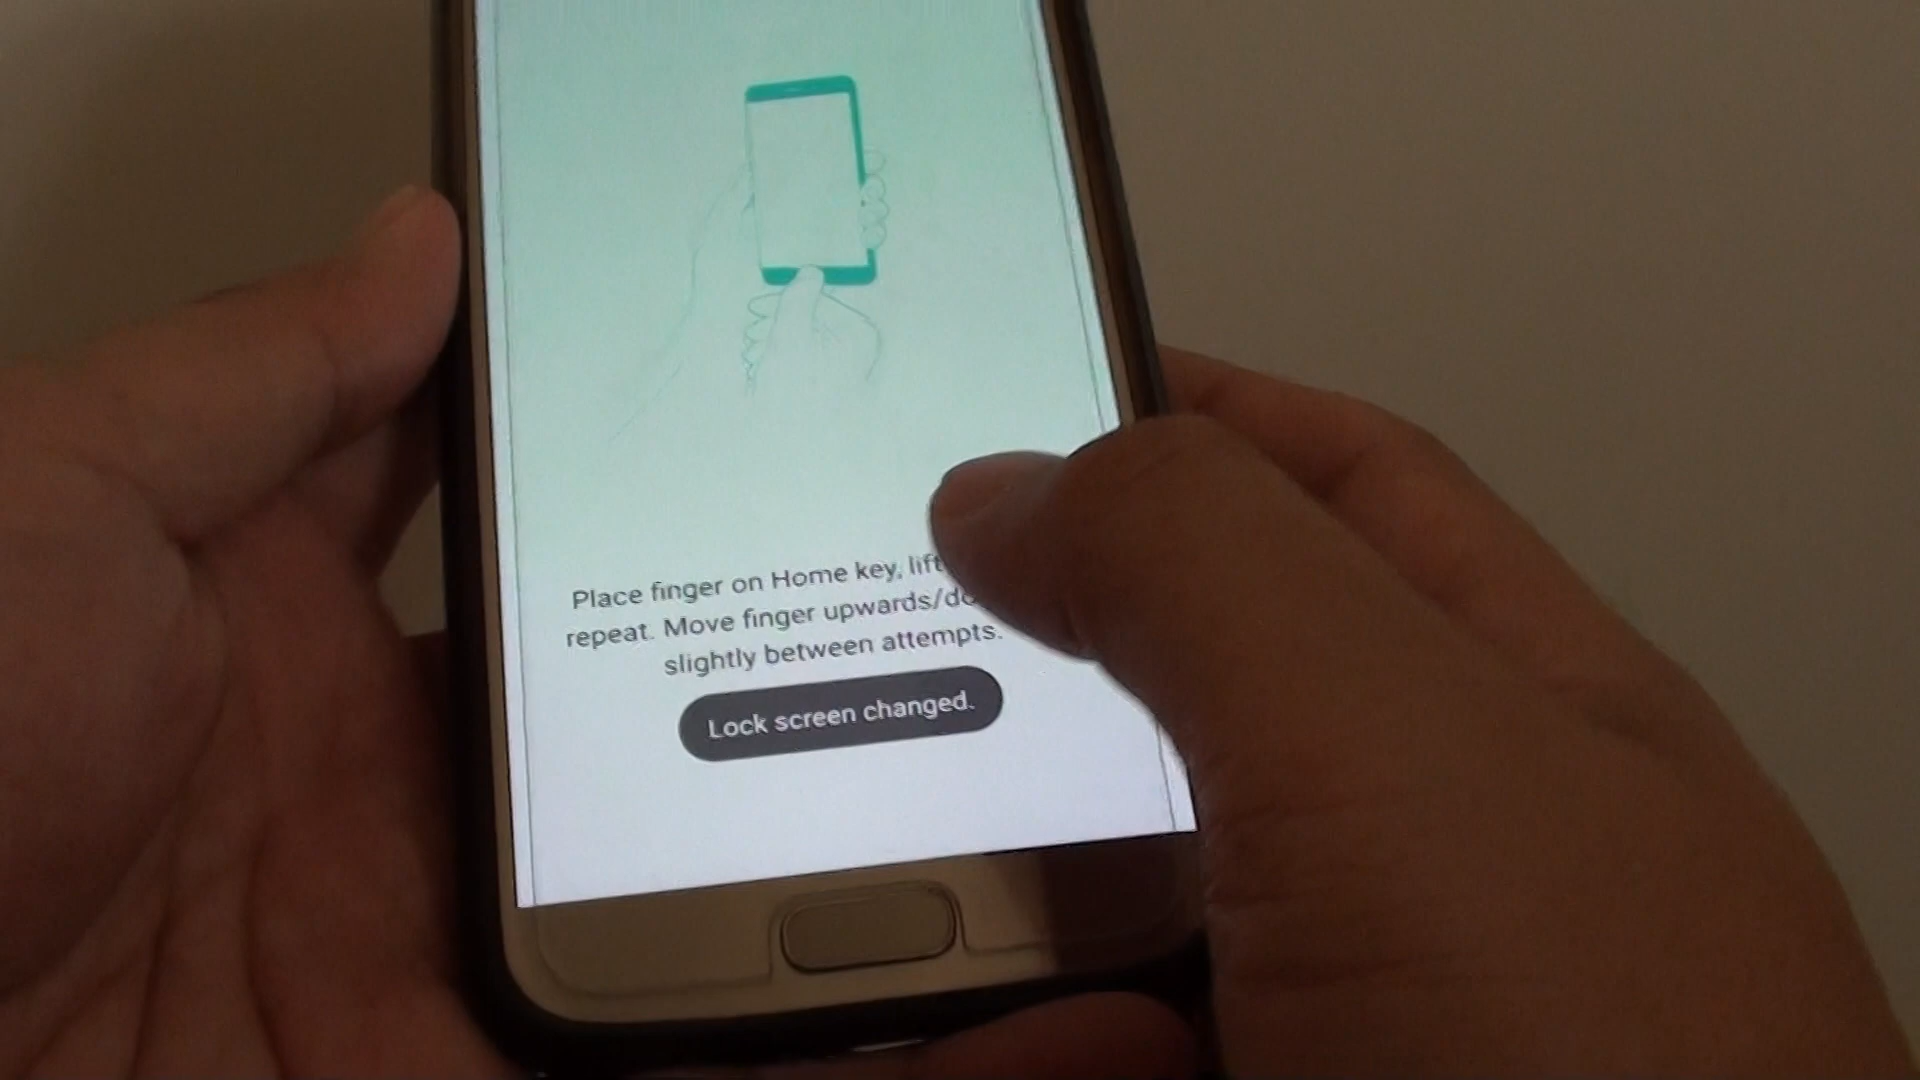 Place finger on Home key, lift
repeat. Move finger upwards/do
slightly between attempts.
Lock screen changed.